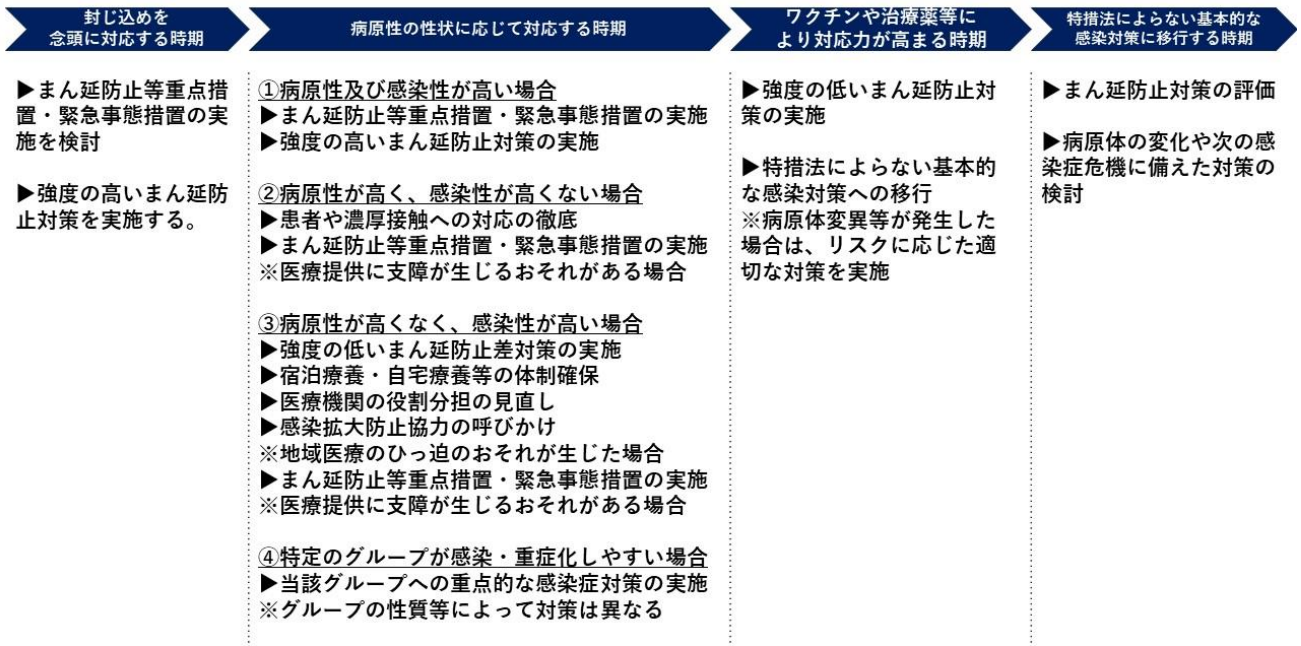 封じ込めを
念頭に対応する時期
病原性の性状に応じて対応する時期
ワクチンや治療薬等に
より対応力が高まる時期
特措法によらない基本的な
感染対策に移行する時期
▶まん延防止等重点措
置・緊急事態措置の実
施を検討
▶強度の高いまん延防
止対策を実施する。
①病原性及び感染性が高い場合
▶まん延防止等重点措置・緊急事態措置の実施
▶強度の高いまん延防止対策の実施
②病原性が高く、感染性が高くない場合
▶患者や濃厚接触への対応の徹底
▶まん延防止等重点措置・緊急事態措置の実施
※医療提供に支障が生じるおそれがある場合
③病原性が高くなく、感染性が高い場合
▶強度の低いまん延防止差対策の実施
▶宿泊療養・自宅療養等の体制確保
▶医療機関の役割分担の見直し
▶感染拡大防止協力の呼びかけ
※地域医療のひっ迫のおそれが生じた場合
▶まん延防止等重点措置・緊急事態措置の実施
※医療提供に支障が生じるおそれがある場合
④特定のグループが感染・重症化しやすい場合
▶当該グループへの重点的な感染症対策の実施
※グループの性質等によって対策は異なる
▶強度の低いまん延防止対
策の実施
▶特措法によらない基本的
な感染対策への移行
※病原体変異等が発生した
場合は、リスクに応じた適
切な対策を実施
▶まん延防止対策の評価
▶病原体の変化や次の感
染症危機に備えた対策の
検討